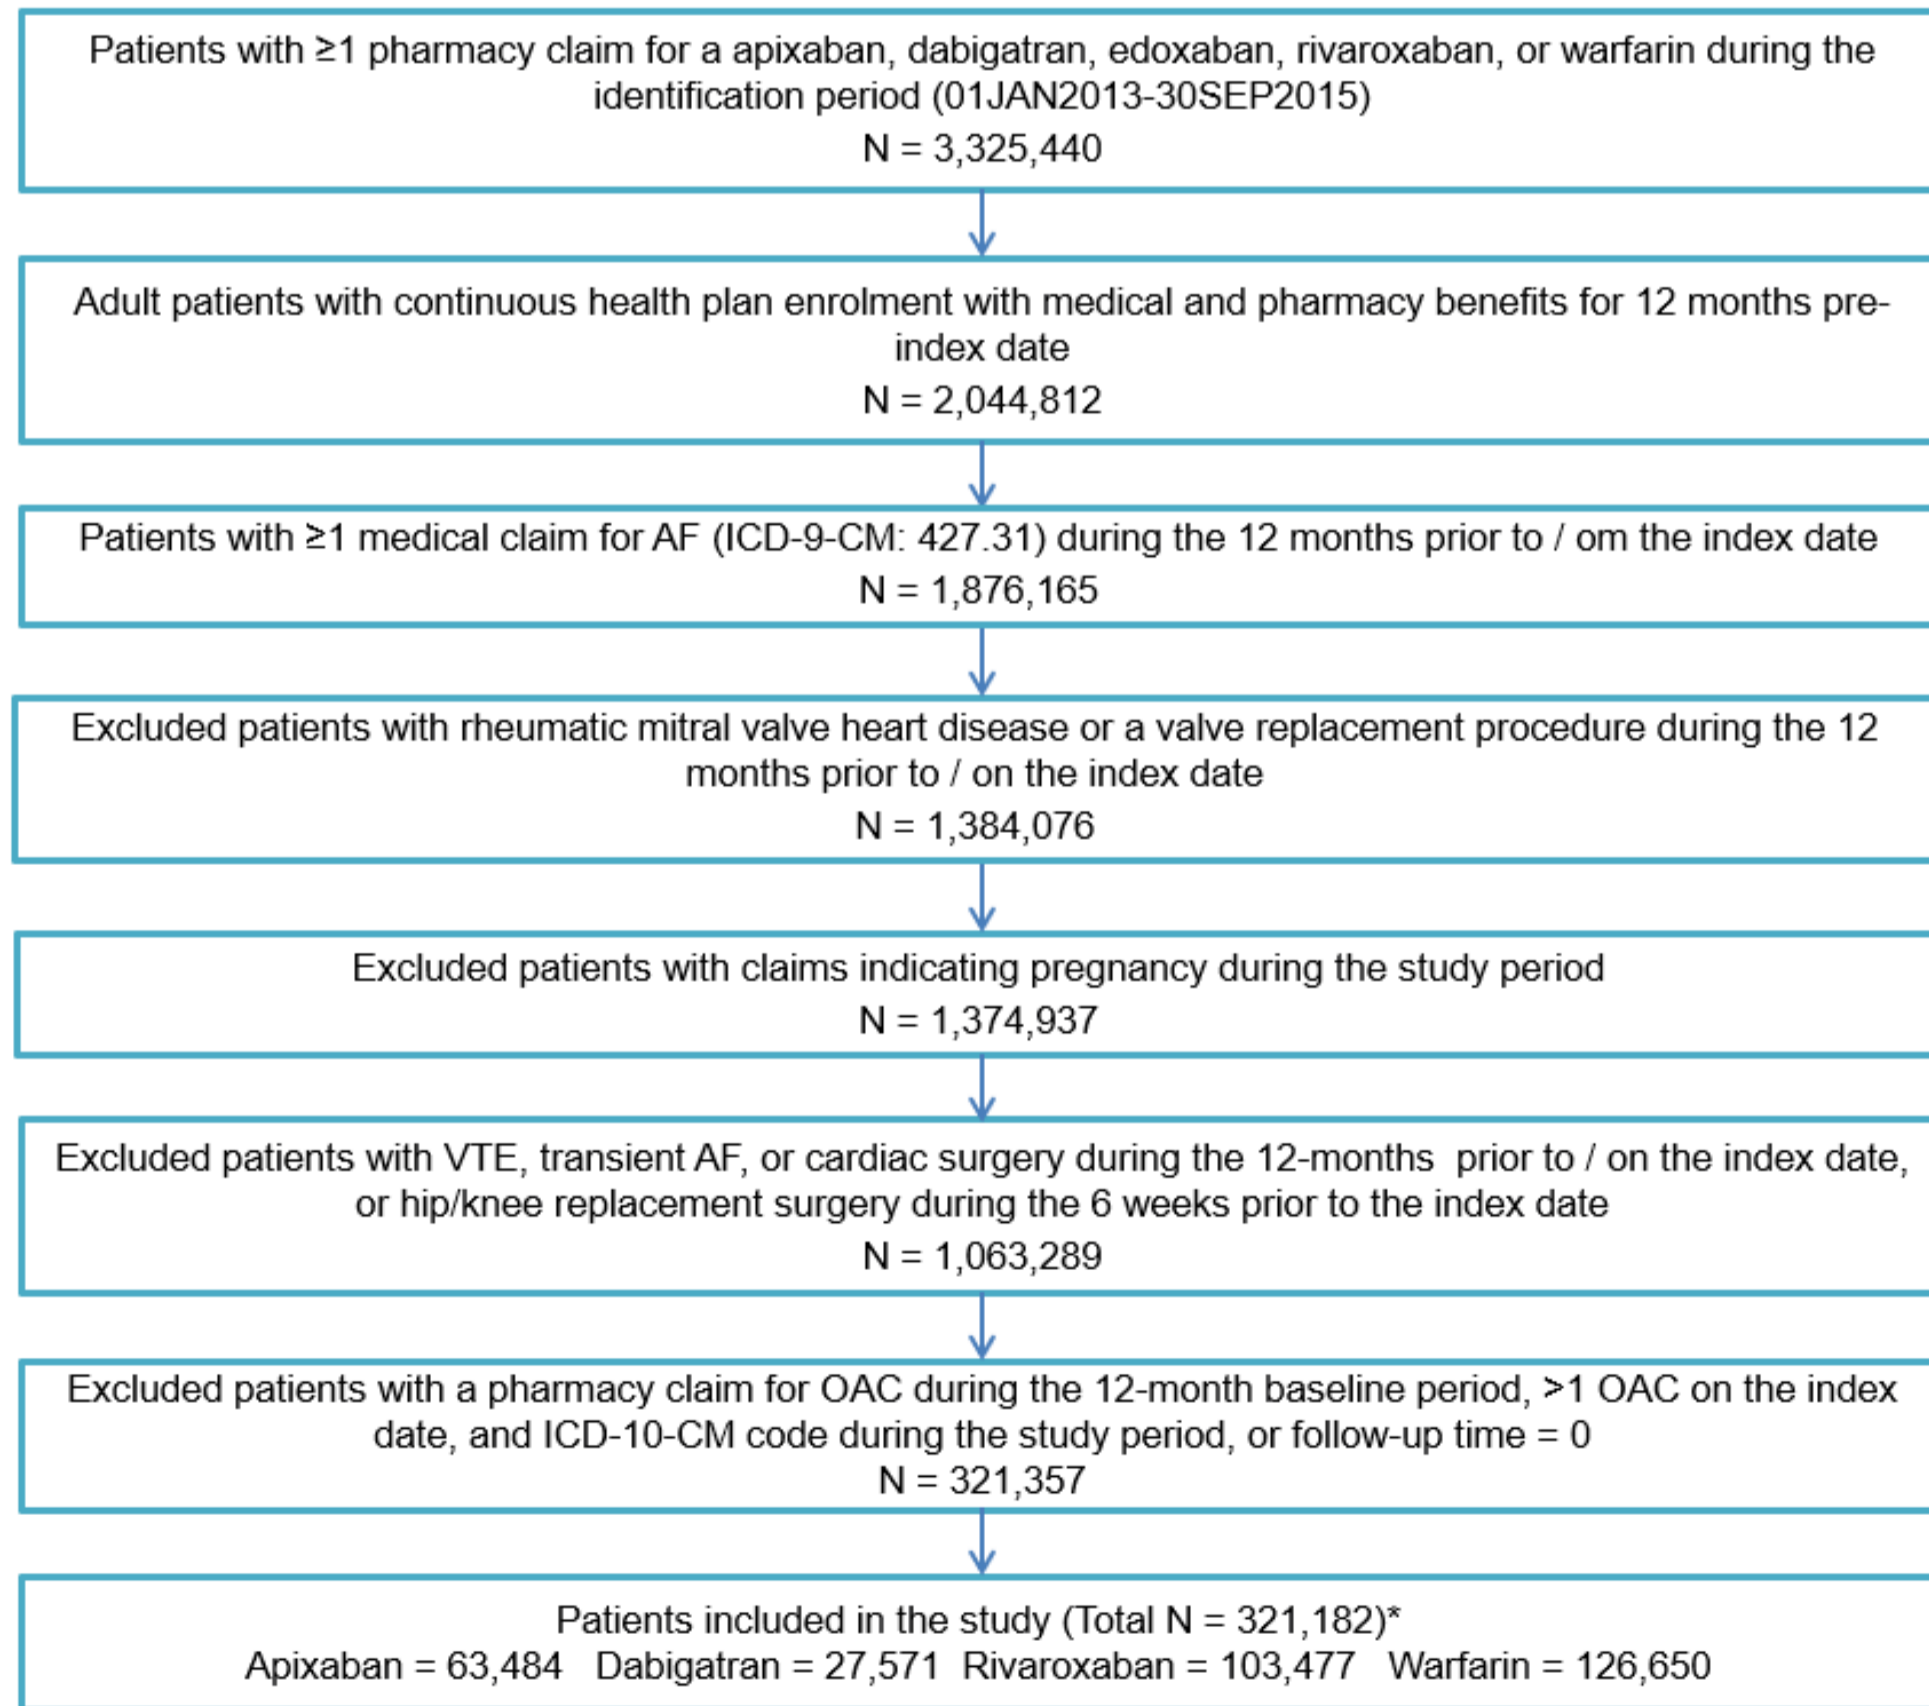 Patients with ≥1 pharmacy claim for a apixaban, dabigatran, edoxaban, rivaroxaban, or warfarin during the
identification period (01JAN2013-30SEP2015)
N = 3,325,440
Adult patients with continuous health plan enrolment with medical and pharmacy benefits for 12 months pre-
index date
N = 2,044,812
Patients with ≥1 medical claim for AF (ICD-9-CM: 427.31) during the 12 months prior to / om the index date
N = 1,876,165
Excluded patients with rheumatic mitral valve heart disease or a valve replacement procedure during the 12
months prior to / on the index date
N = 1,384,076
Excluded patients with claims indicating pregnancy during the study period
N = 1,374,937
Excluded patients with VTE, transient AF, or cardiac surgery during the 12-months prior to / on the index date,
or hip/knee replacement surgery during the 6 weeks prior to the index date
N = 1,063,289
Excluded patients with a pharmacy claim for OAC during the 12-month baseline period, >1 OAC on the index
date, and ICD-10-CM code during the study period, or follow-up time = 0
N = 321,357
Patients included in the study (Total N = 321,182)*
Apixaban = 63,484 Dabigatran = 27,571 Rivaroxaban = 103,477 Warfarin = 126,650